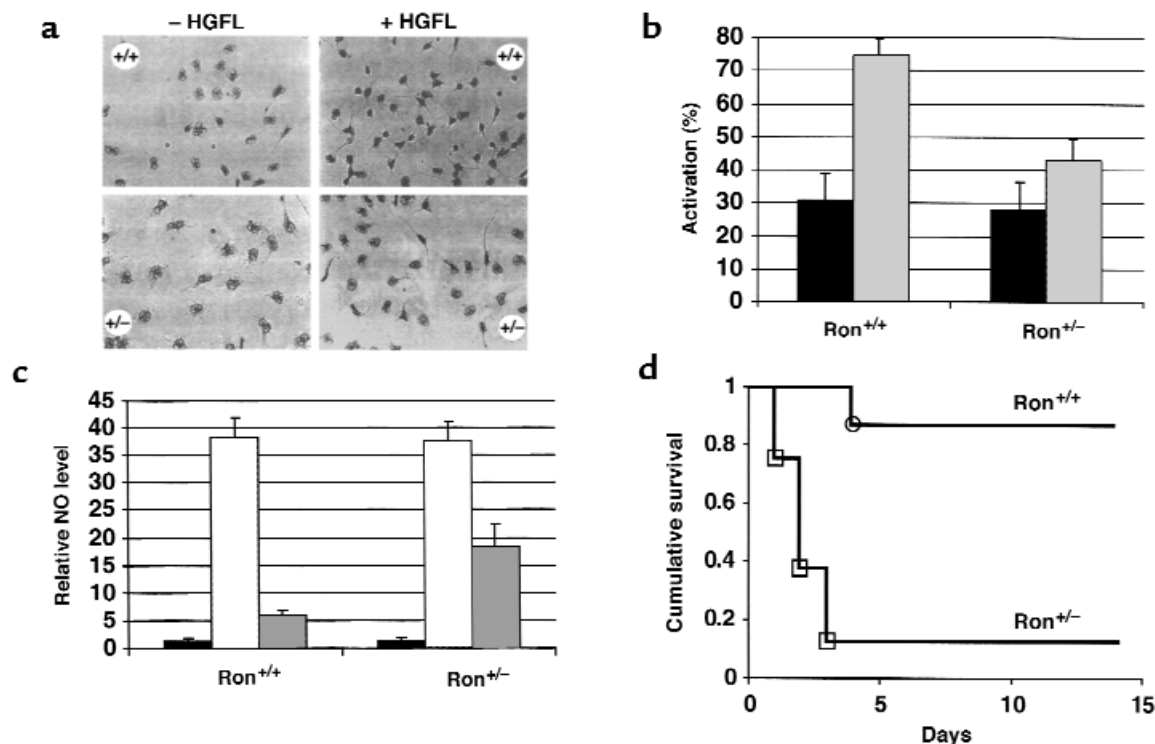 a
– HGFL
+ HGFL
+/+
+/+
+/–
+/–
b
80
70
60
50
40
30
20
10
0
Activation (%)
Ron+/+
Ron+/–
c
45
40
35
30
25
20
15
10
5
0
Relative NO level
Ron+/+
Ron+/–
d
1
0.8
0.4
0.2
0
Cumulative survival
Ron+/+
Ron+/–
0
5
10
15
Days